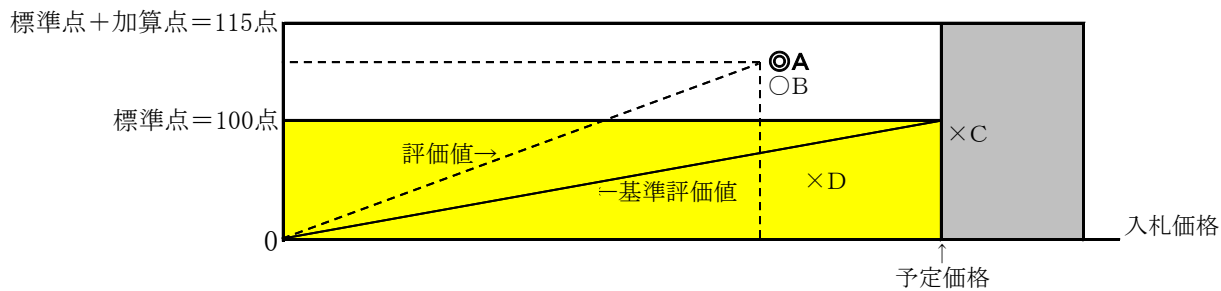 標準点+加算点=115点
◎A
○B
標準点=100点
×C
評価値→
×D
←基準評価値
0
入札価格
↑
予定価格